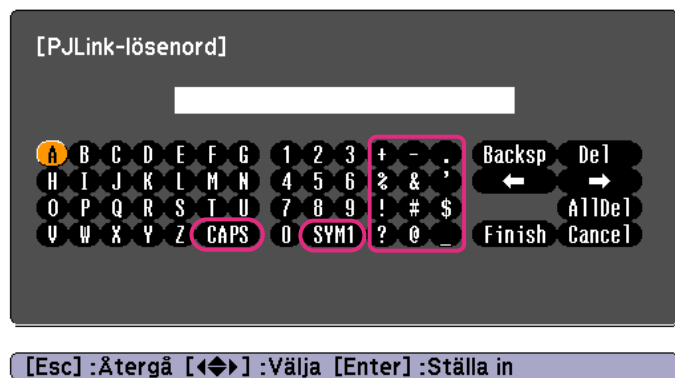 [PJLink-lösenord]
A B C D E F G 1 2 3 + - . Backsp Del
H I J K L M N 4 5 6 % & ' ← →
O P Q R S T U 7 8 9 ! # $ AllDel
V W X Y Z CAPS 0 SYM1 ? @ _ Finish Cancel
[Esc] :Återgå [◀◆▶] :Välja [Enter] :Ställa in